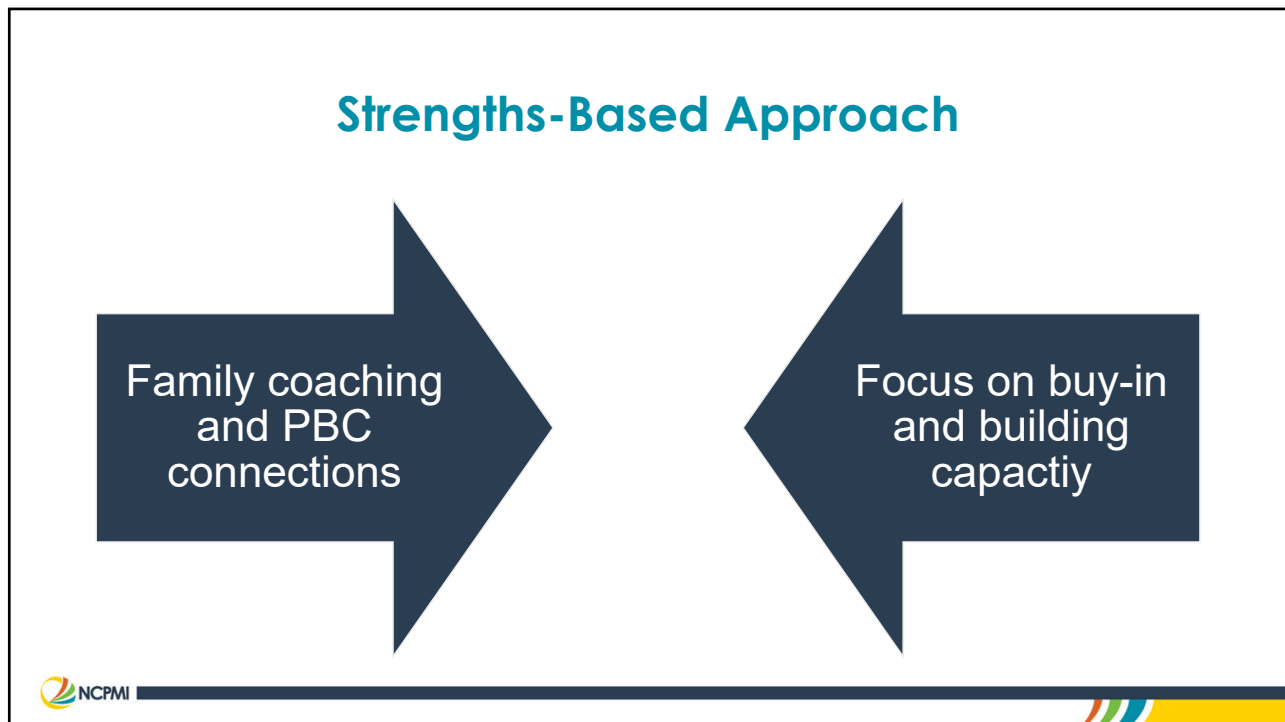 Strengths-Based Approach
Family coaching
and PBC
connections
Focus on buy-in
and building
capactiy
NCPMI